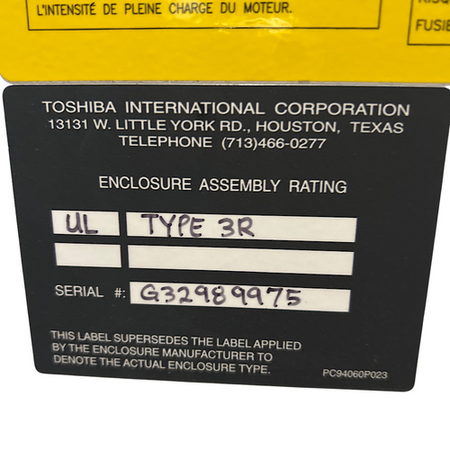 L'INTENSITÉ DE PLEINE CHARGE DU MOTEUR.
FUSI
TOSHIBA INTERNATIONAL CORPORATION
13131 W. LITTLE YORK RD., HOUSTON, TEXAS
TELEPHONE (713)466-0277
ENCLOSURE ASSEMBLY RATING
UL TYPE 3R
SERIAL #: G32989975
THIS LABEL SUPERSEDES THE LABEL APPLIED
BY THE ENCLOSURE MANUFACTURER TO
DENOTE THE ACTUAL ENCLOSURE TYPE.
PC94060P023